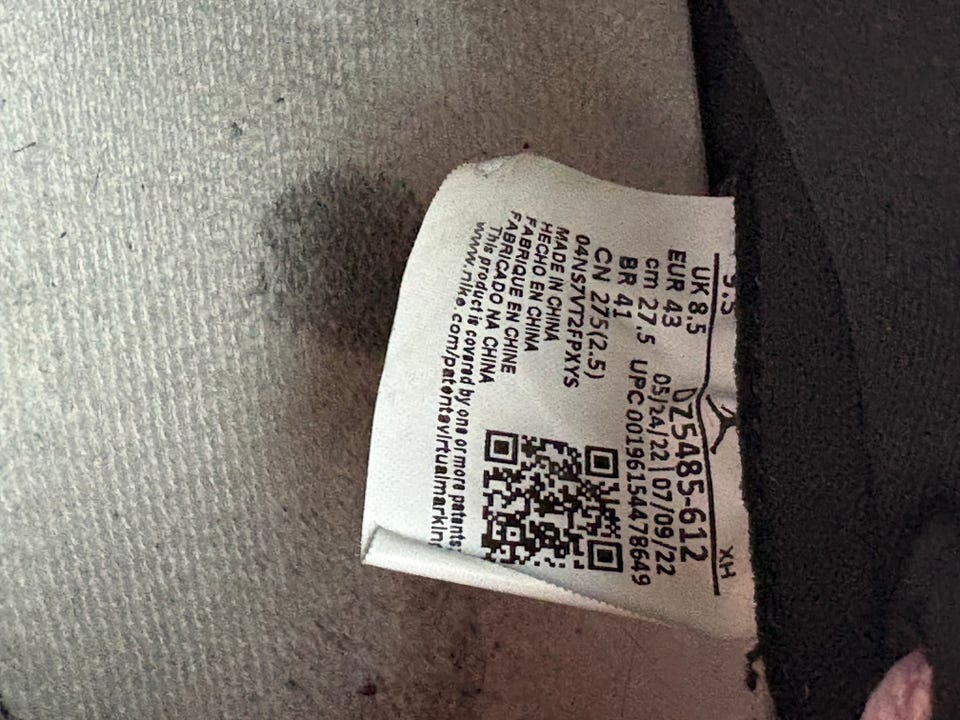 9.5
XH
UK 8.5
EUR 43
cm 27.5
BR 41
CN 275(2.5)
DZ5485-612
05/24/22 | 07/09/22
UPC 00196154478649
04NS7VT2FPXYS
MADE IN CHINA
HECHO EN CHINA
FABRIQUE EN CHINE
FABRICADO NA CHINA
This product is covered by one or more patents:
www.nike.com/patentsvirtualmarking